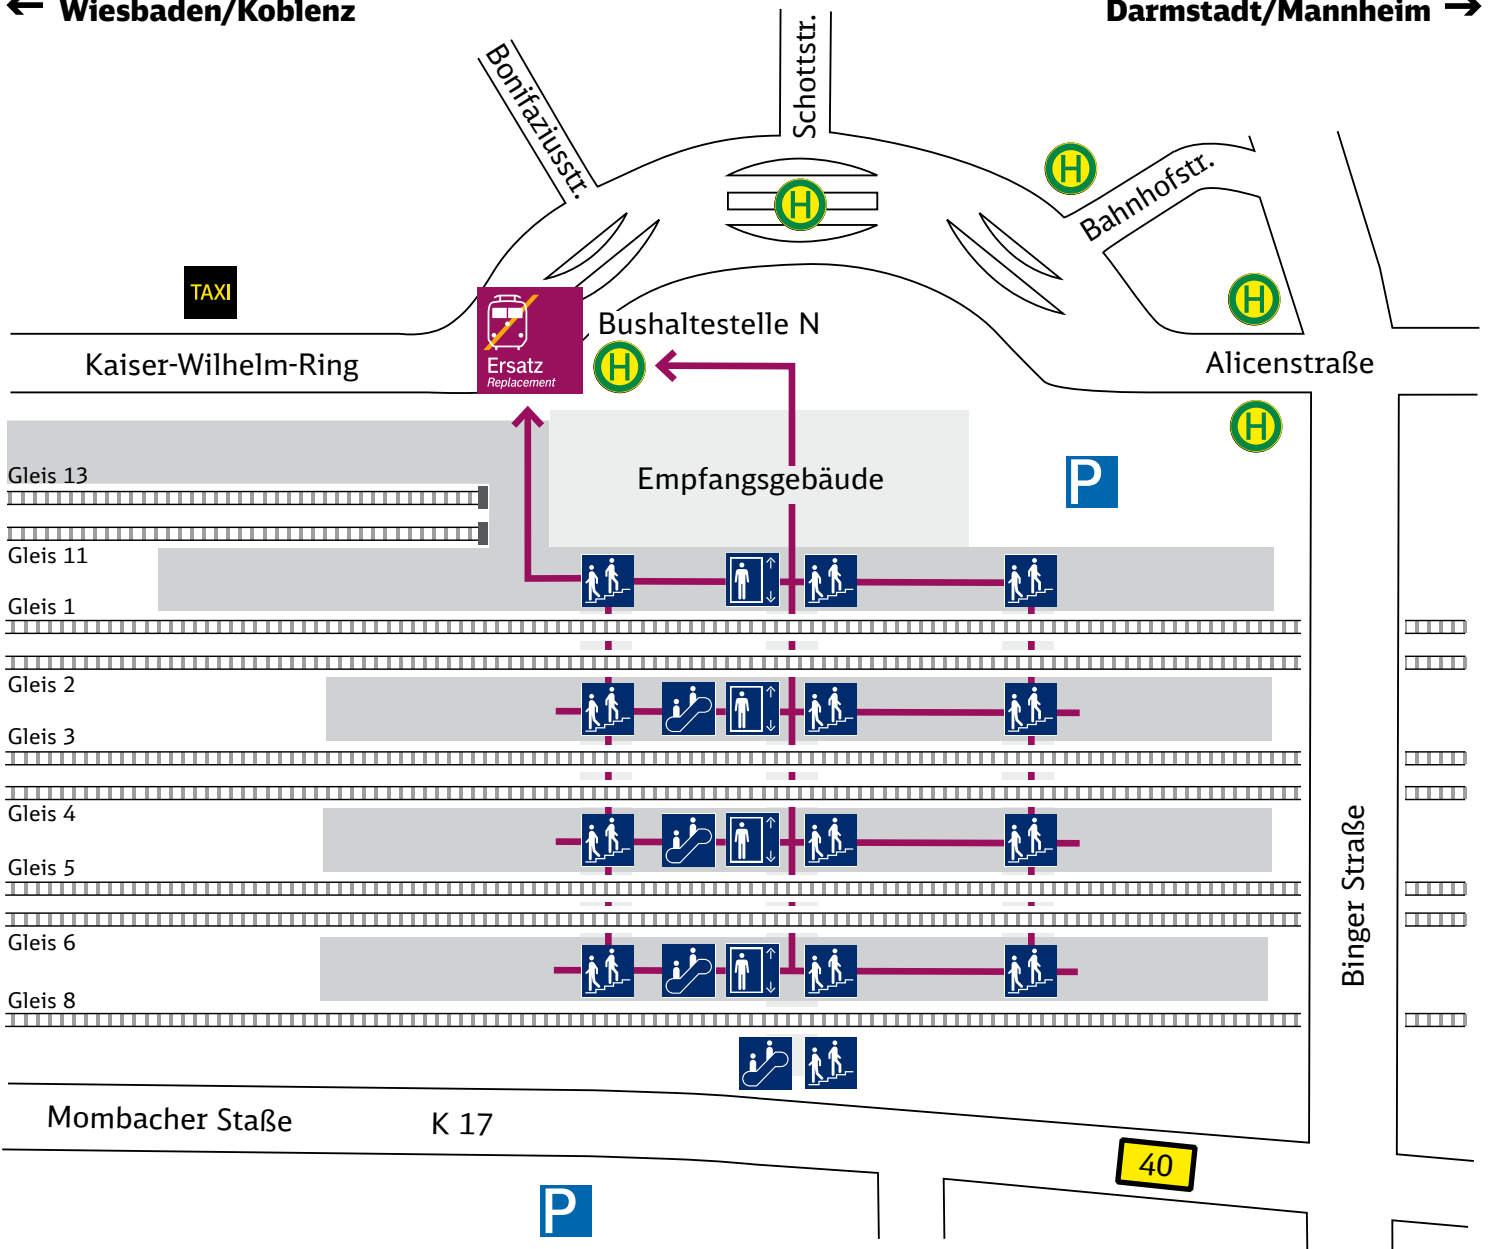 ← Wiesbaden/Koblenz
Darmstadt/Mannheim →
Bonifaziusstr.
Schottstr.
H
H
Bahnhofstr.
TAXI
H
Ersatz
Replacement
Bushaltestelle N
H
Kaiser-Wilhelm-Ring
Alicenstraße
H
Gleis 13
Empfangsgebäude
P
Gleis 11
Gleis 1
Gleis 2
Gleis 3
Gleis 4
Gleis 5
Gleis 6
Gleis 8
Binger Straße
Mombacher Staße
K 17
40
P